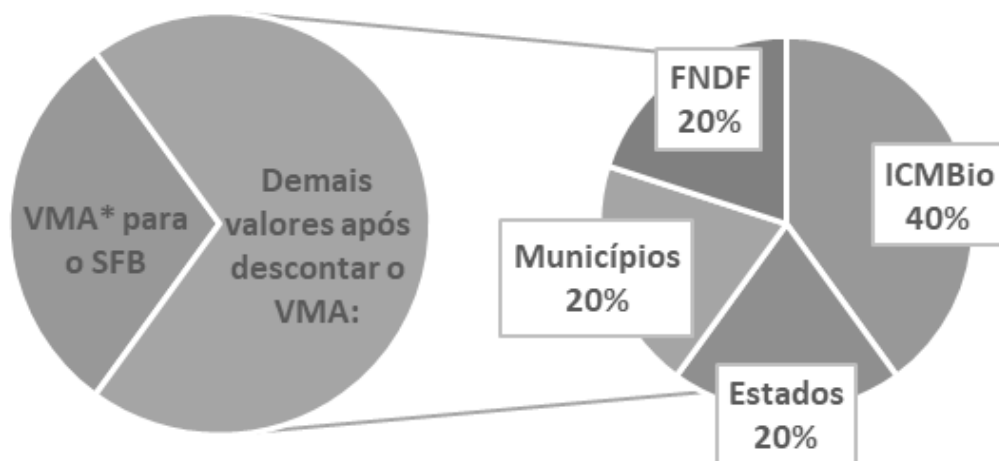 VMA* para
o SFB
Demais
valores após
descontar o
VMA:
FNDF
20%
ICMBio
40%
Municípios
20%
Estados
20%